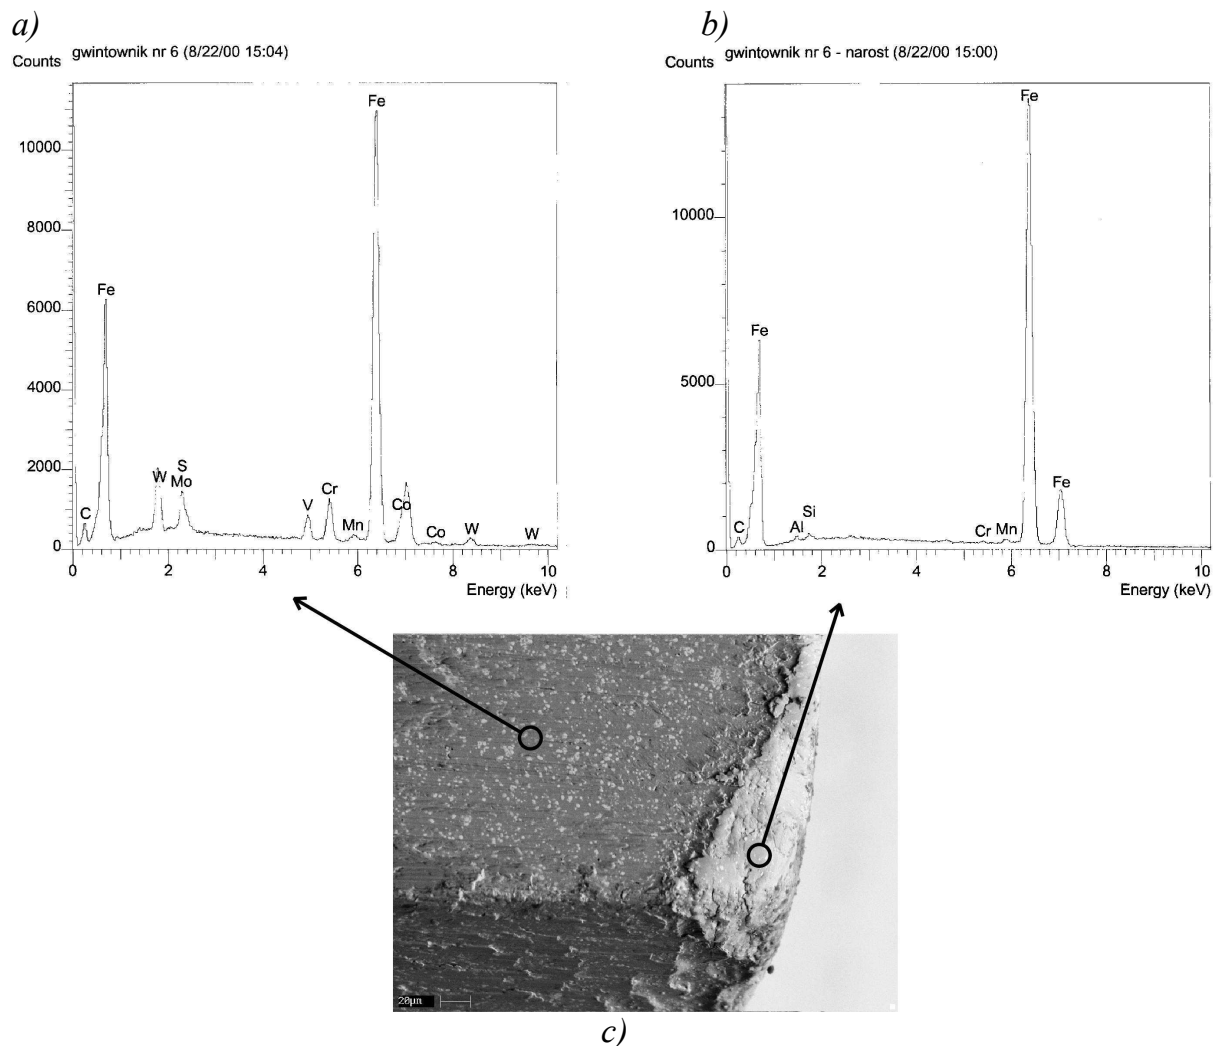 a)
gwintownik nr 6 (8/22/00 15:04)
Counts
Fe
10000
8000
Fe
6000
4000
2000
C
W
S
Mo
V
Cr
Mn
Co
Co
W
W
0
0 2 4 6 8 10
Energy (keV)
b)
gwintownik nr 6 - narost (8/22/00 15:00)
Counts
Fe
10000
Fe
5000
Fe
C
Al
Si
Cr Mn
0
0 2 4 6 8 10
Energy (keV)
20µm
c)